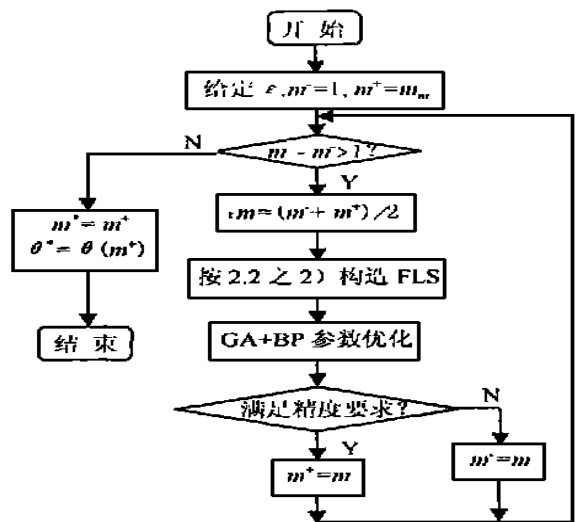 开 始
给定 ε, m⁻=1, m⁺=mₘ
N
m - m⁻>1?
Y
m* = m⁺
θ* = θ (m⁺)
m=(m⁻+ m⁺) /2
按 2.2 之 2) 构造 FLS
结 束
GA+BP 参数优化
满足精度要求?
N
Y
m⁺=m
m⁻=m